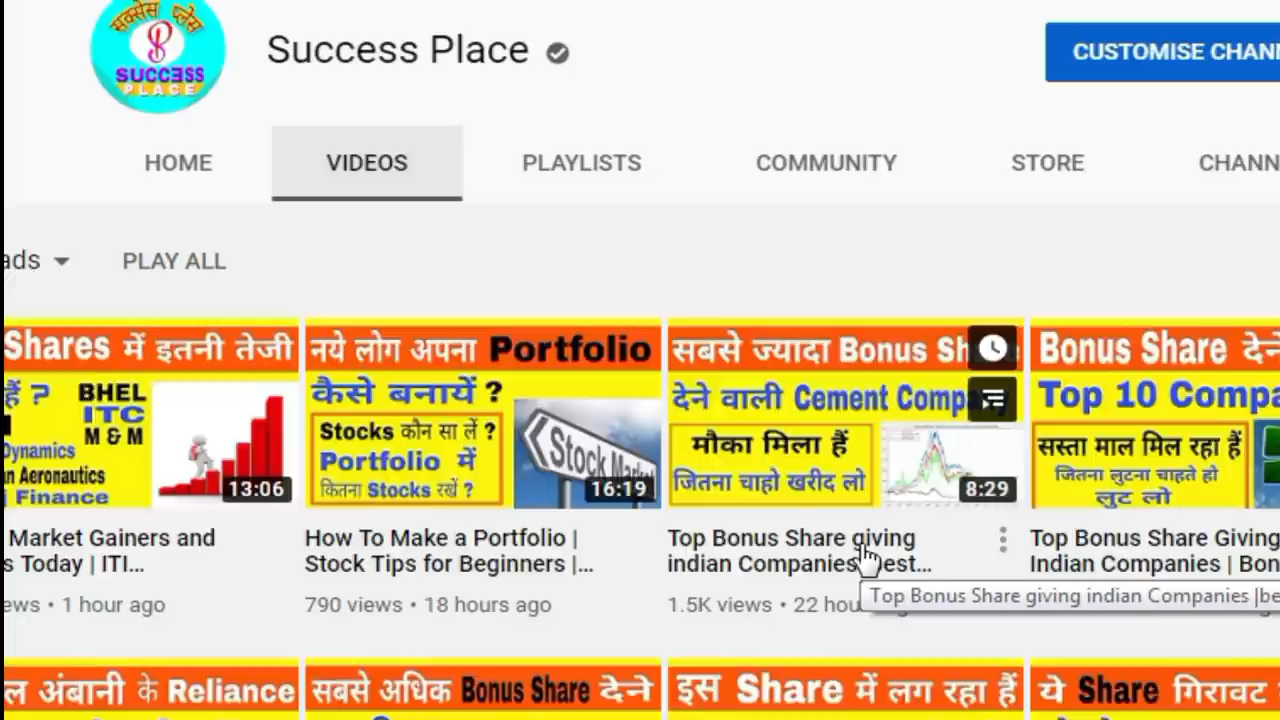 सक्सेस प्लेस
SUCCESS
PLACE
Success Place
CUSTOMISE CHANN
HOME
VIDEOS
PLAYLISTS
COMMUNITY
STORE
CHANN
ads
PLAY ALL
Shares में इतनी तेजी
हैं ?
BHEL
ITC
M & M
Dynamics
n Aeronautics
Finance
13:06
Market Gainers and
s Today | ITI...
ews • 1 hour ago
नये लोग अपना Portfolio
कैसे बनायें ?
Stocks कौन सा लें ?
Portfolio में
कितना Stocks रखें ?
Stock Market
16:19
How To Make a Portfolio |
Stock Tips for Beginners |...
790 views • 18 hours ago
सबसे ज्यादा Bonus Sh
देने वाली Cement Compa
मौका मिला हैं
जितना चाहो खरीद लो
8:29
Top Bonus Share giving
indian Companies
est...
1.5K views • 22 hou
Top Bonus Share giving indian Companies |be
Bonus Share देने
Top 10 Compa
सस्ता माल मिल रहा हैं
जितना लुटना चाहते हो
लुट लो
Top Bonus Share Giving
Indian Companies | Bon
ल अंबानी के Reliance
सबसे अधिक Bonus Share देने
इस Share में लग रहा हैं
ये Share गिरावट